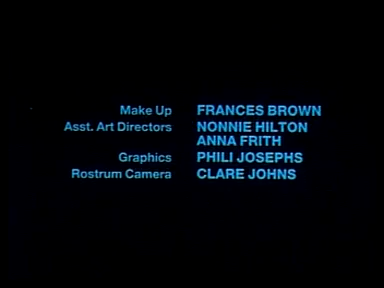 Make Up FRANCES BROWN
Asst. Art Directors NONNIE HILTON
ANNA FRITH
Graphics PHILI JOSEPHS
Rostrum Camera CLARE JOHNS